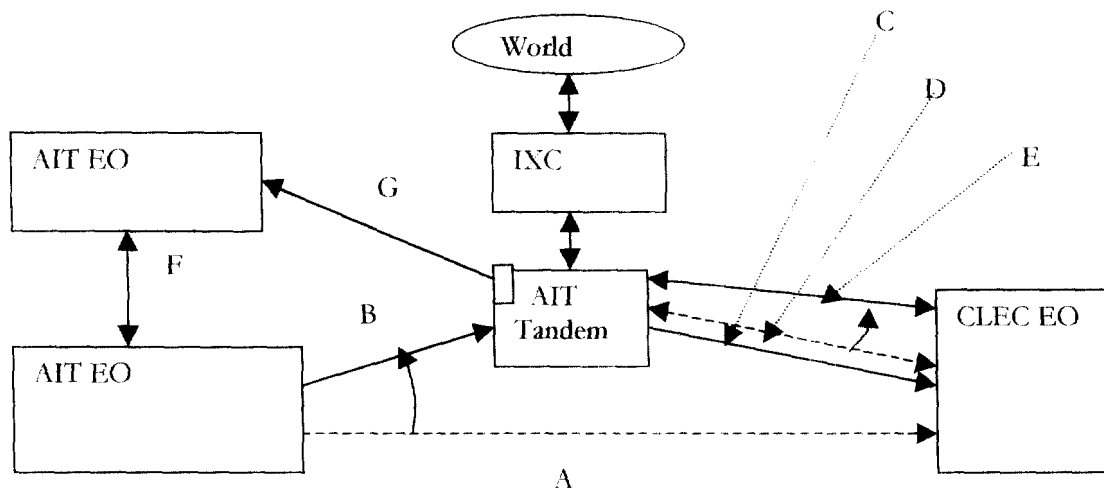 C
World
D
AIT EO
IXC
E
G
F
AIT
Tandem
B
CLEC EO
AIT EO
A